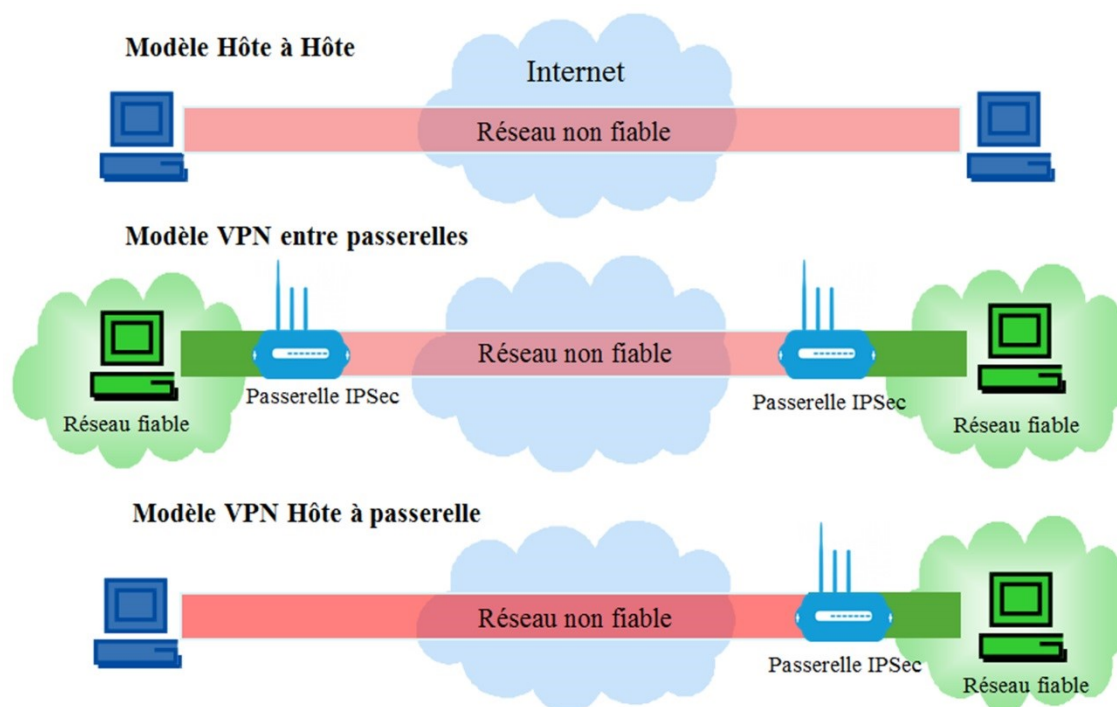 Modèle Hôte à Hôte
Internet
Réseau non fiable
Modèle VPN entre passerelles
Réseau non fiable
Passerelle IPSec
Passerelle IPSec
Réseau fiable
Réseau fiable
Modèle VPN Hôte à passerelle
Réseau non fiable
Passerelle IPSec
Réseau fiable